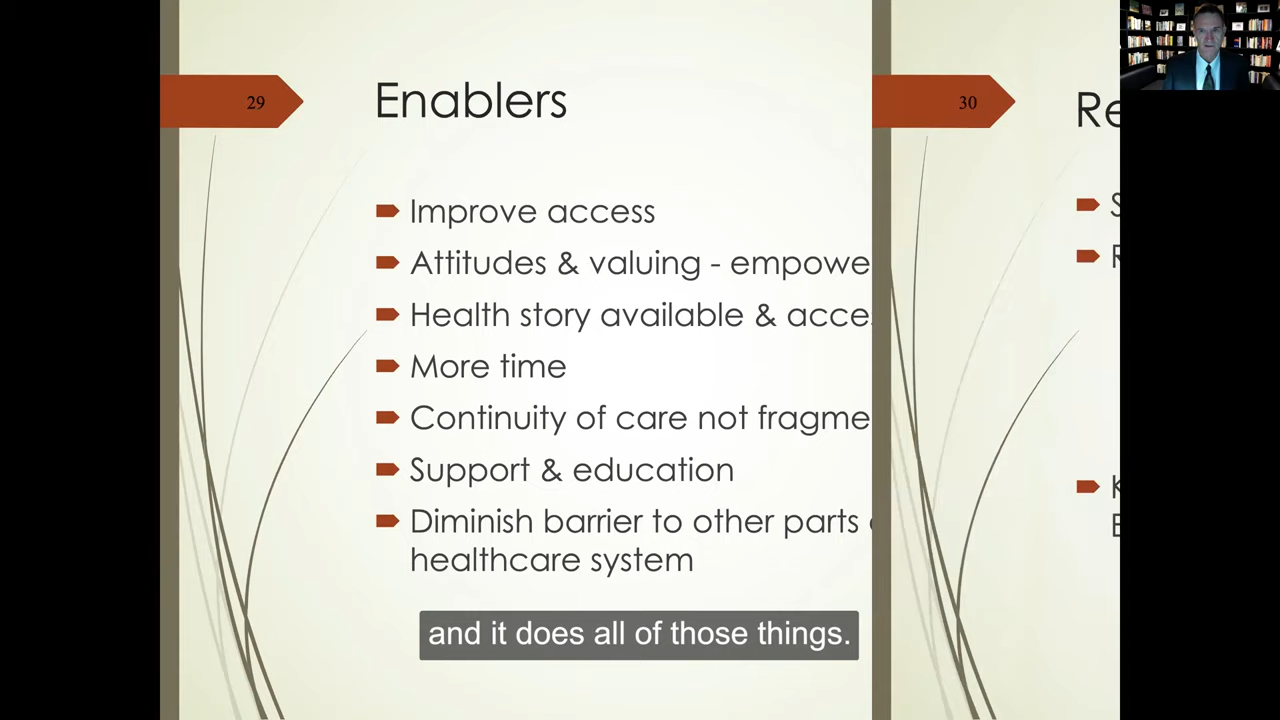 29
Enablers
Improve access
Attitudes & valuing - empowe
Health story available & acce
More time
Continuity of care not fragme
Support & education
Diminish barrier to other parts
healthcare system
30
Re
S
R
K
E
and it does all of those things.